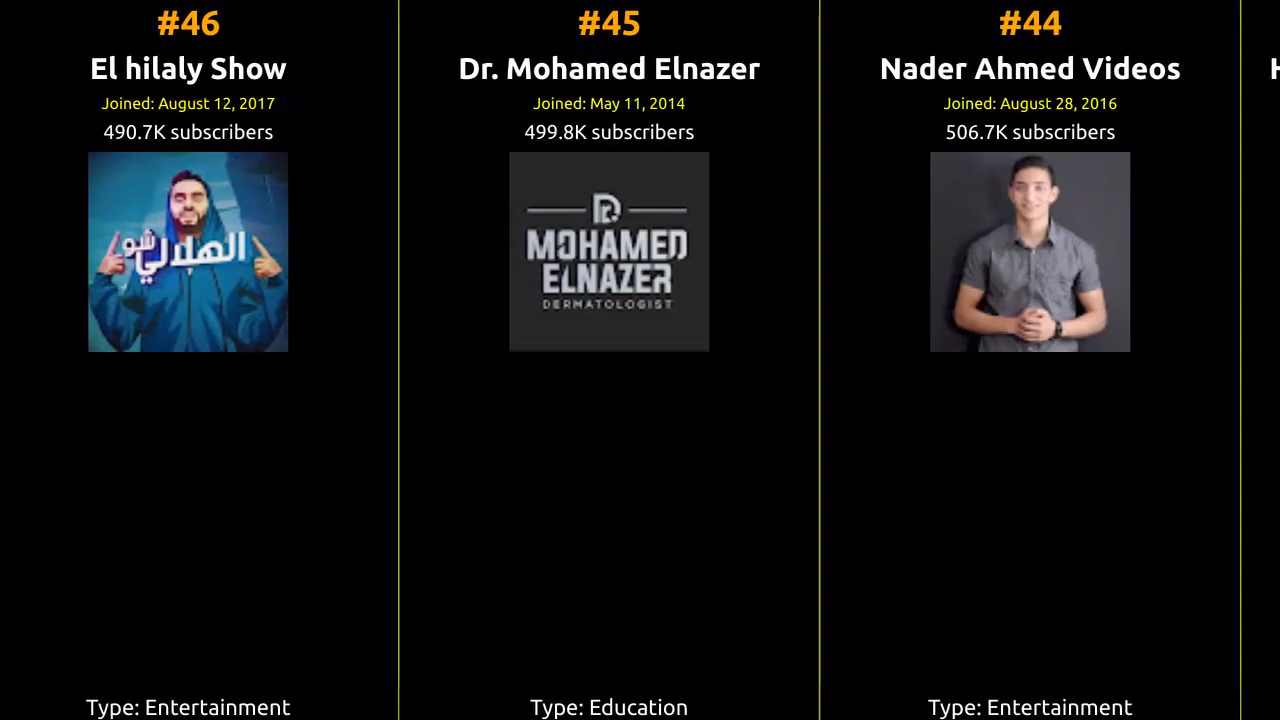 #46
El hilaly Show
Joined: August 12, 2017
490.7K subscribers
الهلالي شو
Type: Entertainment
#45
Dr. Mohamed Elnazer
Joined: May 11, 2014
499.8K subscribers
MOHAMED
ELNAZER
DERMATOLOGIST
Type: Education
#44
Nader Ahmed Videos
Joined: August 28, 2016
506.7K subscribers
Type: Entertainment